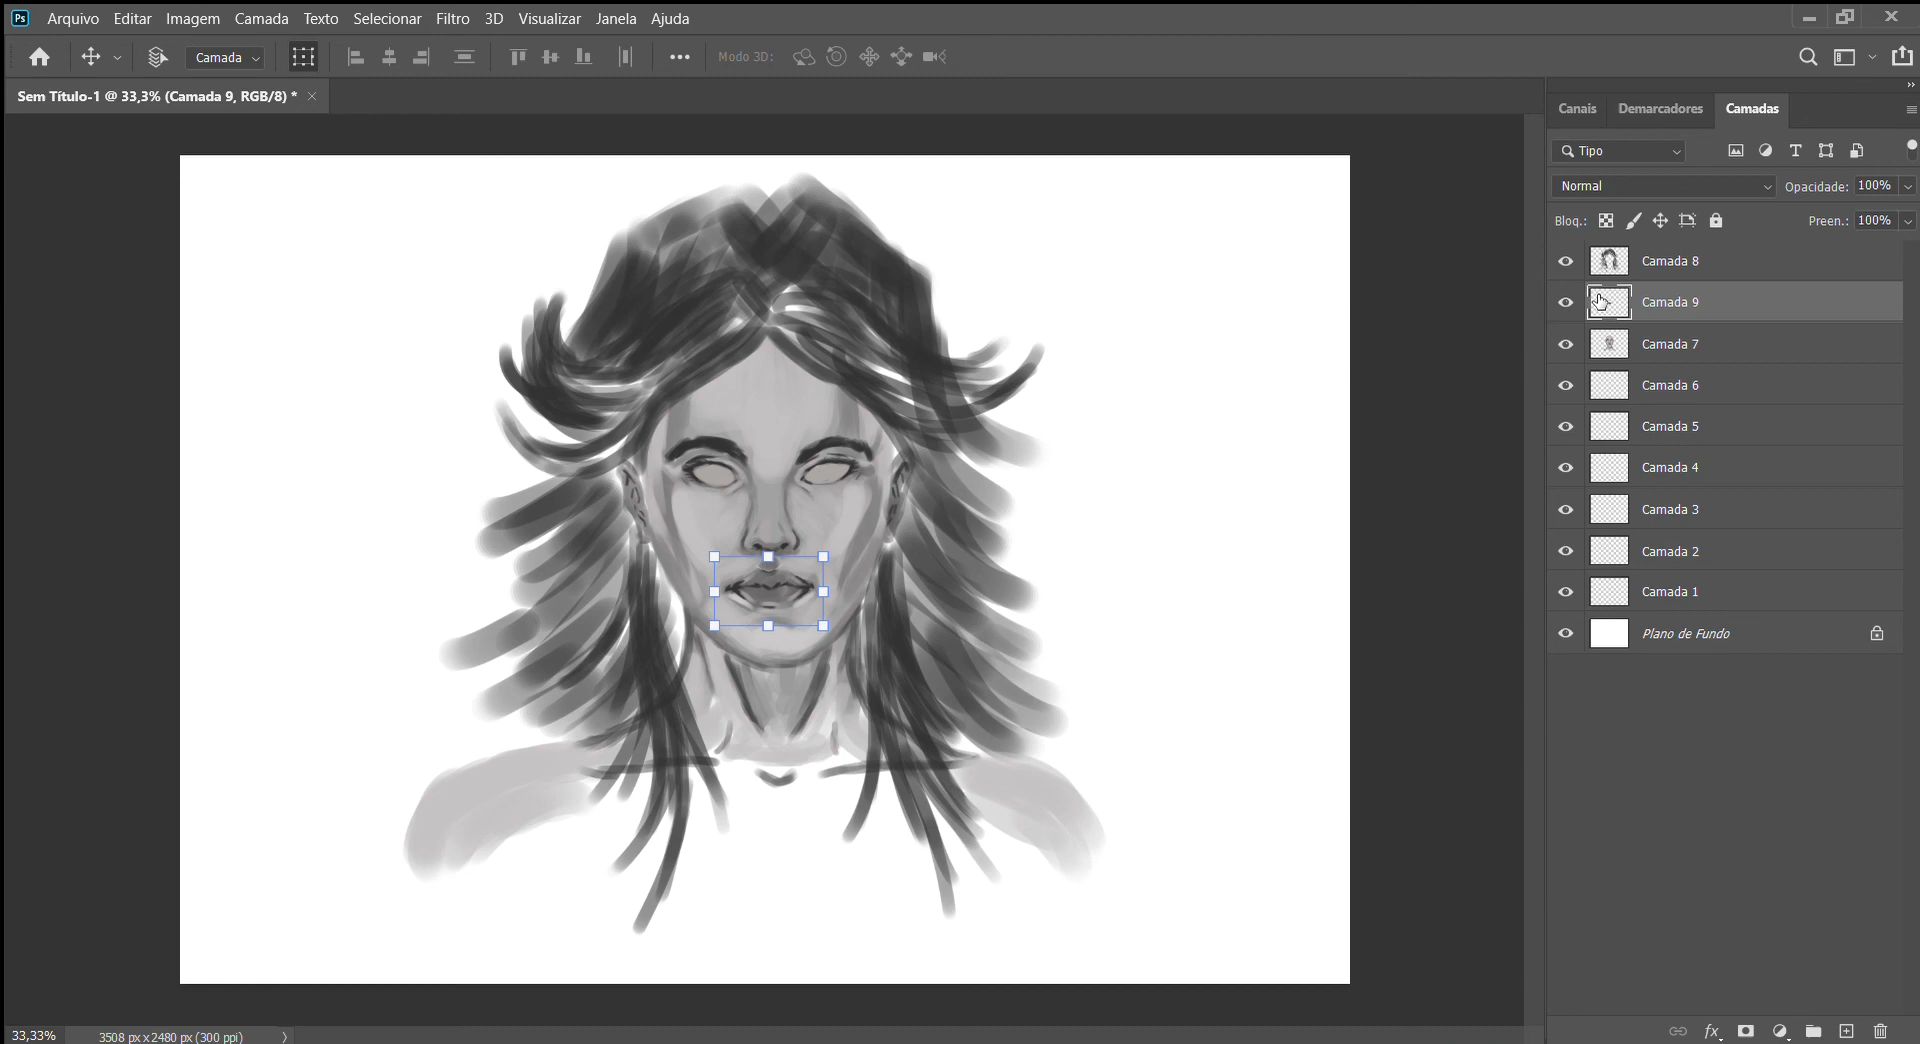 Ps Arquivo Editar Imagem Camada Texto Selecionar Filtro 3D Visualizar Janela Ajuda
Camada Modo 3D:
Sem Título-1 @ 33,3% (Camada 9, RGB/8) *
Canais Demarcadores Camadas
Tipo
Normal Opacidade: 100%
Bloq.: Preen.: 100%
Camada 8
Camada 9
Camada 7
Camada 6
Camada 5
Camada 4
Camada 3
Camada 2
Camada 1
Plano de Fundo
fx
33,33% 3508 px x 2480 px (300 ppi)